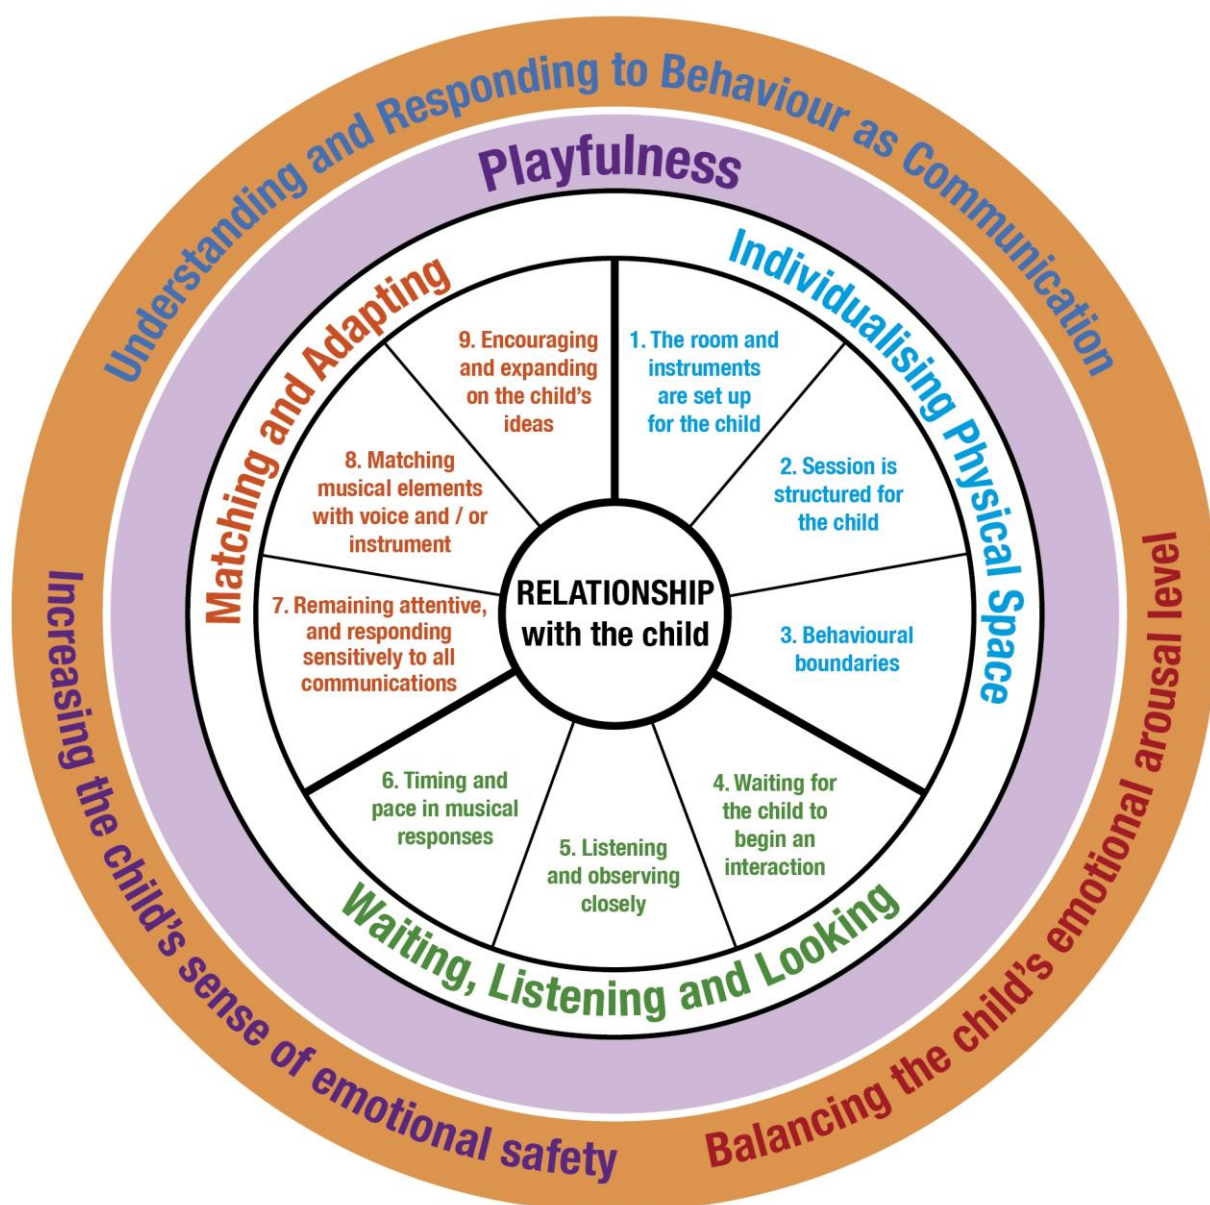 Understanding and Responding to Behaviour as Communication
Balancing the child's emotional arousal level
Increasing the child's sense of emotional safety
Playfulness
Individualising Physical Space
1. The room and
instruments
are set up
for the child
2. Session is
structured for
the child
3. Behavioural
boundaries
Waiting, Listening and Looking
4. Waiting for
the child to
begin an
interaction
5. Listening
and observing
closely
6. Timing and
pace in musical
responses
Matching and Adapting
7. Remaining attentive,
and responding
sensitively to all
communications
8. Matching
musical elements
with voice and / or
instrument
9. Encouraging
and expanding
on the child's
ideas
RELATIONSHIP
with the child